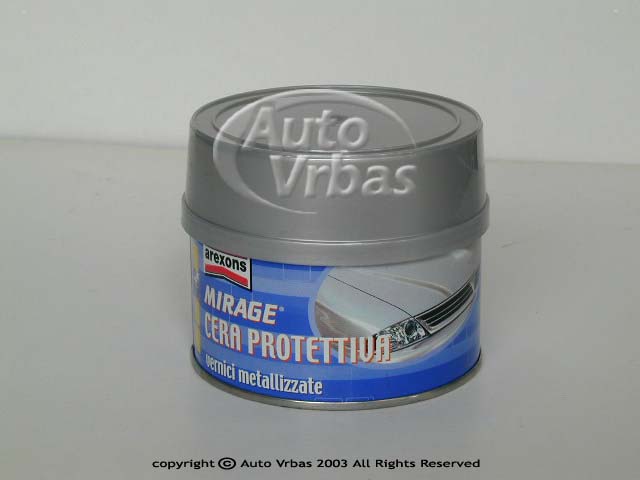 Auto
Vrbas
arexons
MIRAGE®
CERA PROTETTIVA
vernici metallizzate
copyright © Auto Vrbas 2003 All Rights Reserved